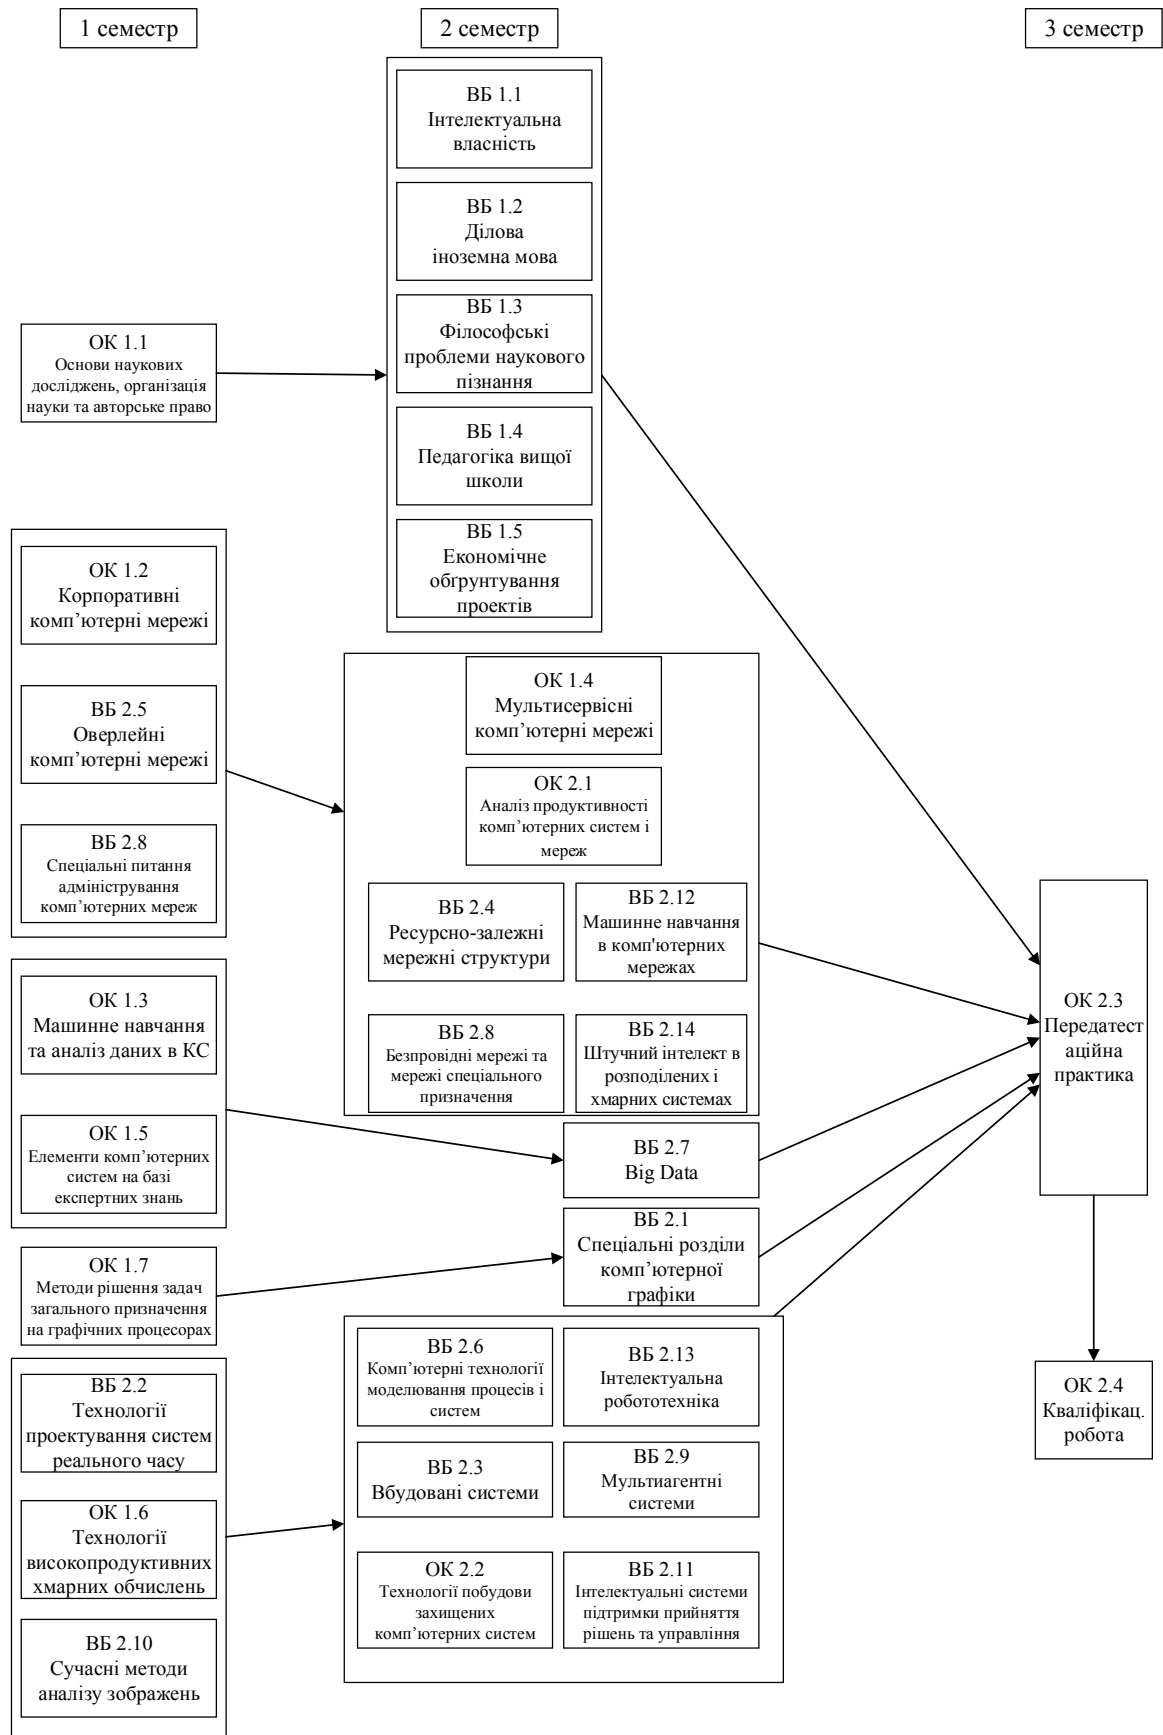 1 семестр
2 семестр
3 семестр
ВБ 1.1
Інтелектуальна
власність
ВБ 1.2
Ділова
іноземна мова
ВБ 1.3
Філософські
проблеми наукового
пізнання
ВБ 1.4
Педагогіка вищої
школи
ВБ 1.5
Економічне
обґрунтування
проектів
ОК 1.1
Основи наукових
досліджень, організація
науки та авторське право
ОК 1.2
Корпоративні
комп’ютерні мережі
ВБ 2.5
Оверлейні
комп’ютерні мережі
ВБ 2.8
Спеціальні питання
адміністрування
комп’ютерних мереж
ОК 1.4
Мультисервісні
комп’ютерні мережі
ОК 2.1
Аналіз продуктивності
комп’ютерних систем і
мереж
ВБ 2.4
Ресурсно-залежні
мережні структури
ВБ 2.12
Машинне навчання
в комп'ютерних
мережах
ВБ 2.8
Безпровідні мережі та
мережі спеціального
призначення
ВБ 2.14
Штучний інтелект в
розподілених і
хмарних системах
ОК 1.3
Машинне навчання
та аналіз даних в КС
ОК 1.5
Елементи комп’ютерних
систем на базі
експертних знань
ВБ 2.7
Big Data
ОК 1.7
Методи рішення задач
загального призначення
на графічних процесорах
ВБ 2.1
Спеціальні розділи
комп’ютерної
графіки
ВБ 2.2
Технології
проектування систем
реального часу
ОК 1.6
Технології
високопродуктивних
хмарних обчислень
ВБ 2.10
Сучасні методи
аналізу зображень
ВБ 2.6
Комп’ютерні технології
моделювання процесів і
систем
ВБ 2.13
Інтелектуальна
робототехніка
ВБ 2.3
Вбудовані системи
ВБ 2.9
Мультиагентні
системи
ОК 2.2
Технології побудови
захищених
комп’ютерних систем
ВБ 2.11
Інтелектуальні системи
підтримки прийняття
рішень та управління
ОК 2.3
Передатест
аційна
практика
ОК 2.4
Кваліфікац.
робота